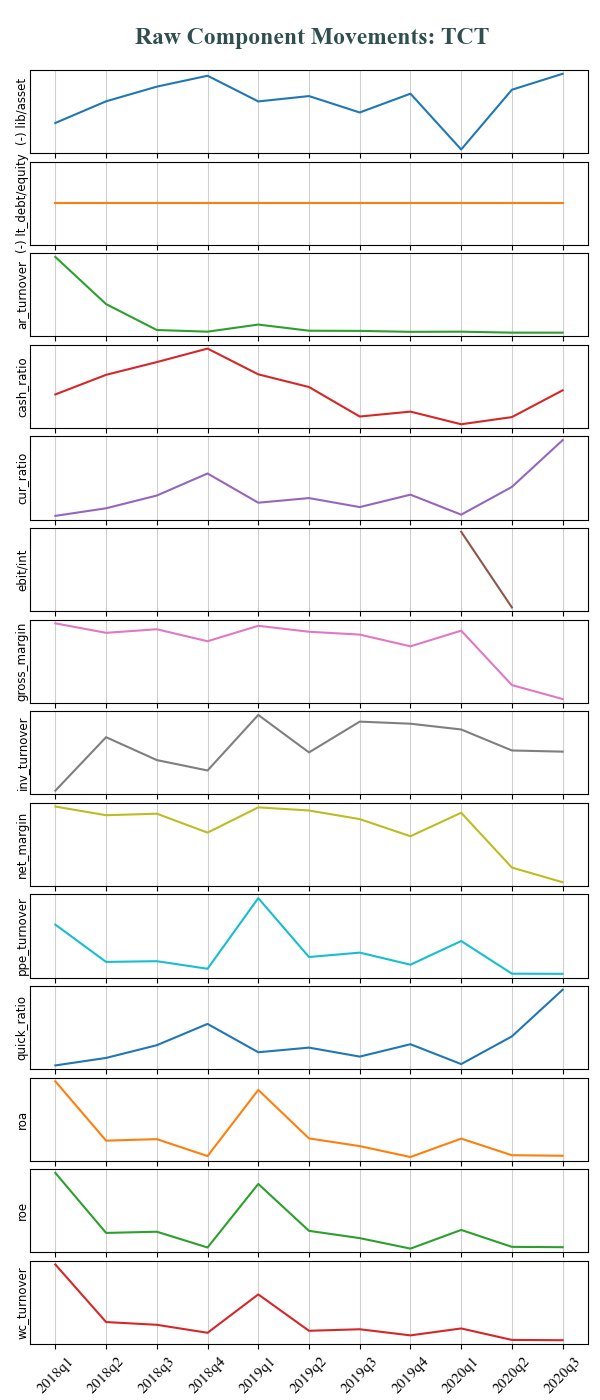 Raw Component Movements: TCT
(-) lib/asset
(-) lt_debt/equity
ar_turnover
cash_ratio
cur_ratio
ebit/int
gross_margin
inv_turnover
net_margin
ppe_turnover
quick_ratio
roa
roe
wc_turnover
2018q1 2018q2 2018q3 2018q4 2019q1 2019q2 2019q3 2019q4 2020q1 2020q2 2020q3